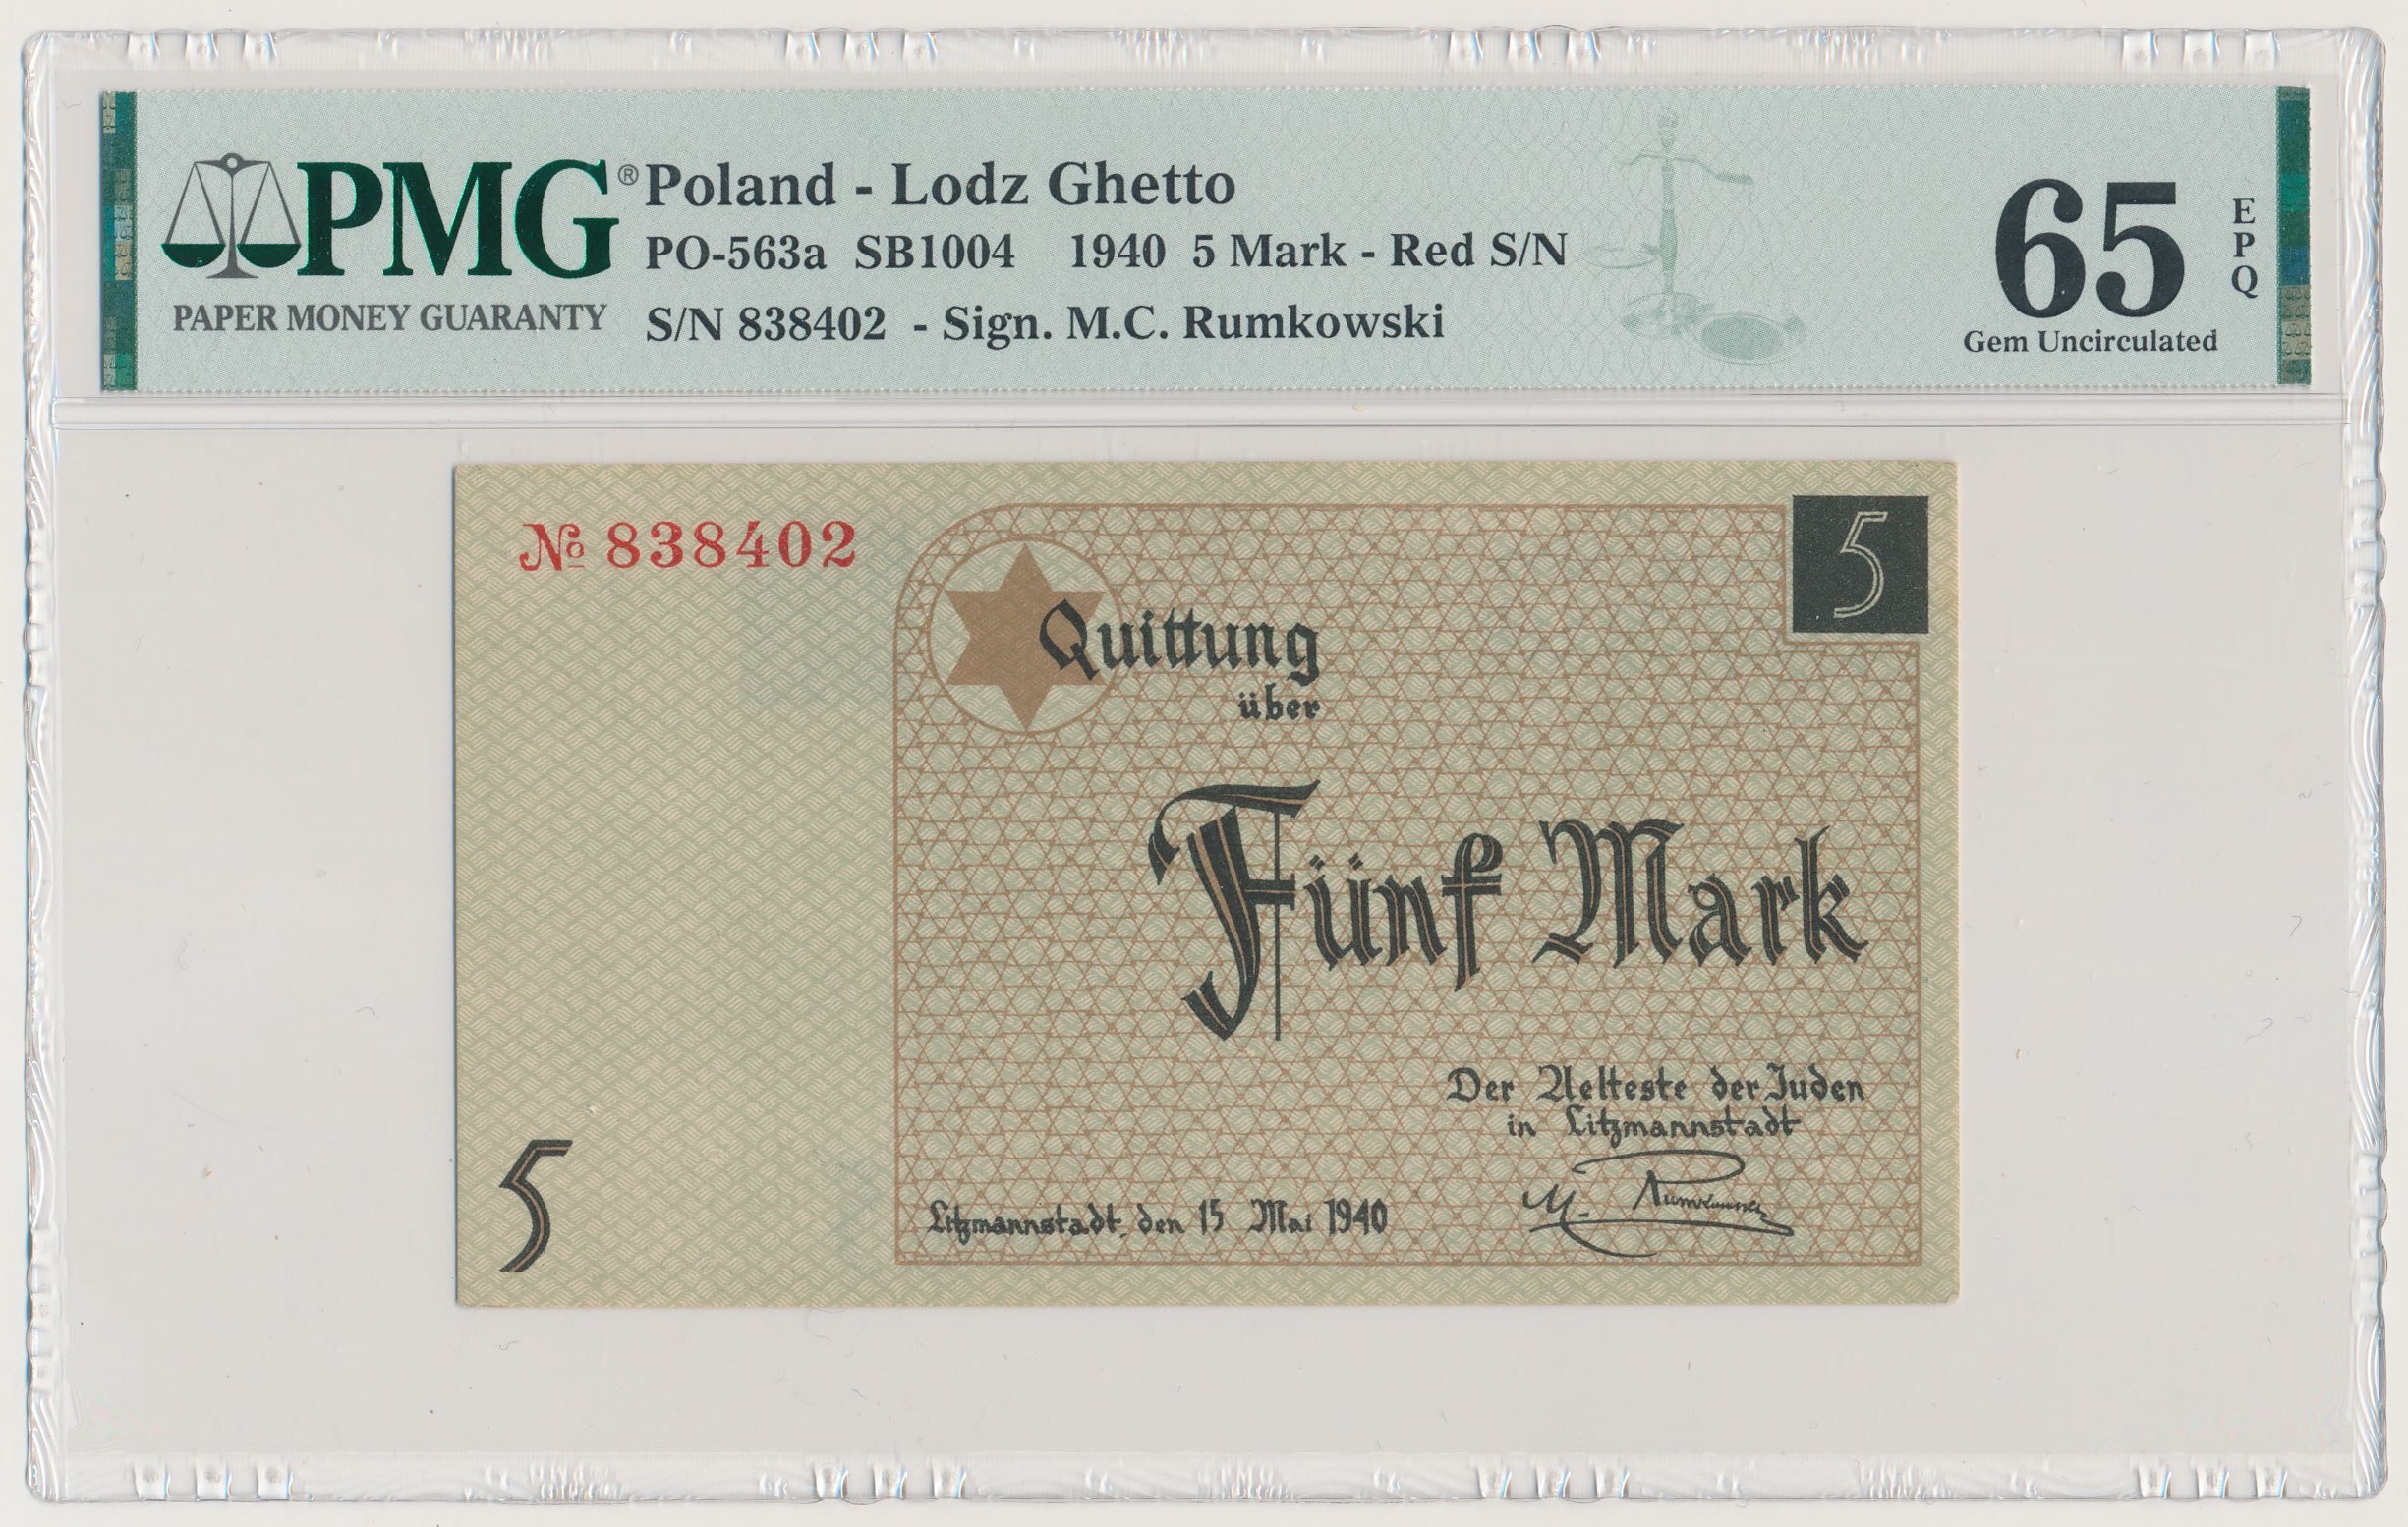 PMG®
PAPER MONEY GUARANTY
Poland - Lodz Ghetto
PO-563a SB1004 1940 5 Mark - Red S/N
S/N 838402 - Sign. M.C. Rumkowski
65
EPQ
Gem Uncirculated
№ 838402
5
Quittung
über
Fünf Mark
Der Aelteste der Juden
in Litzmannstadt
M. Rumkowski
Litzmannstadt, den 15 Mai 1940
5